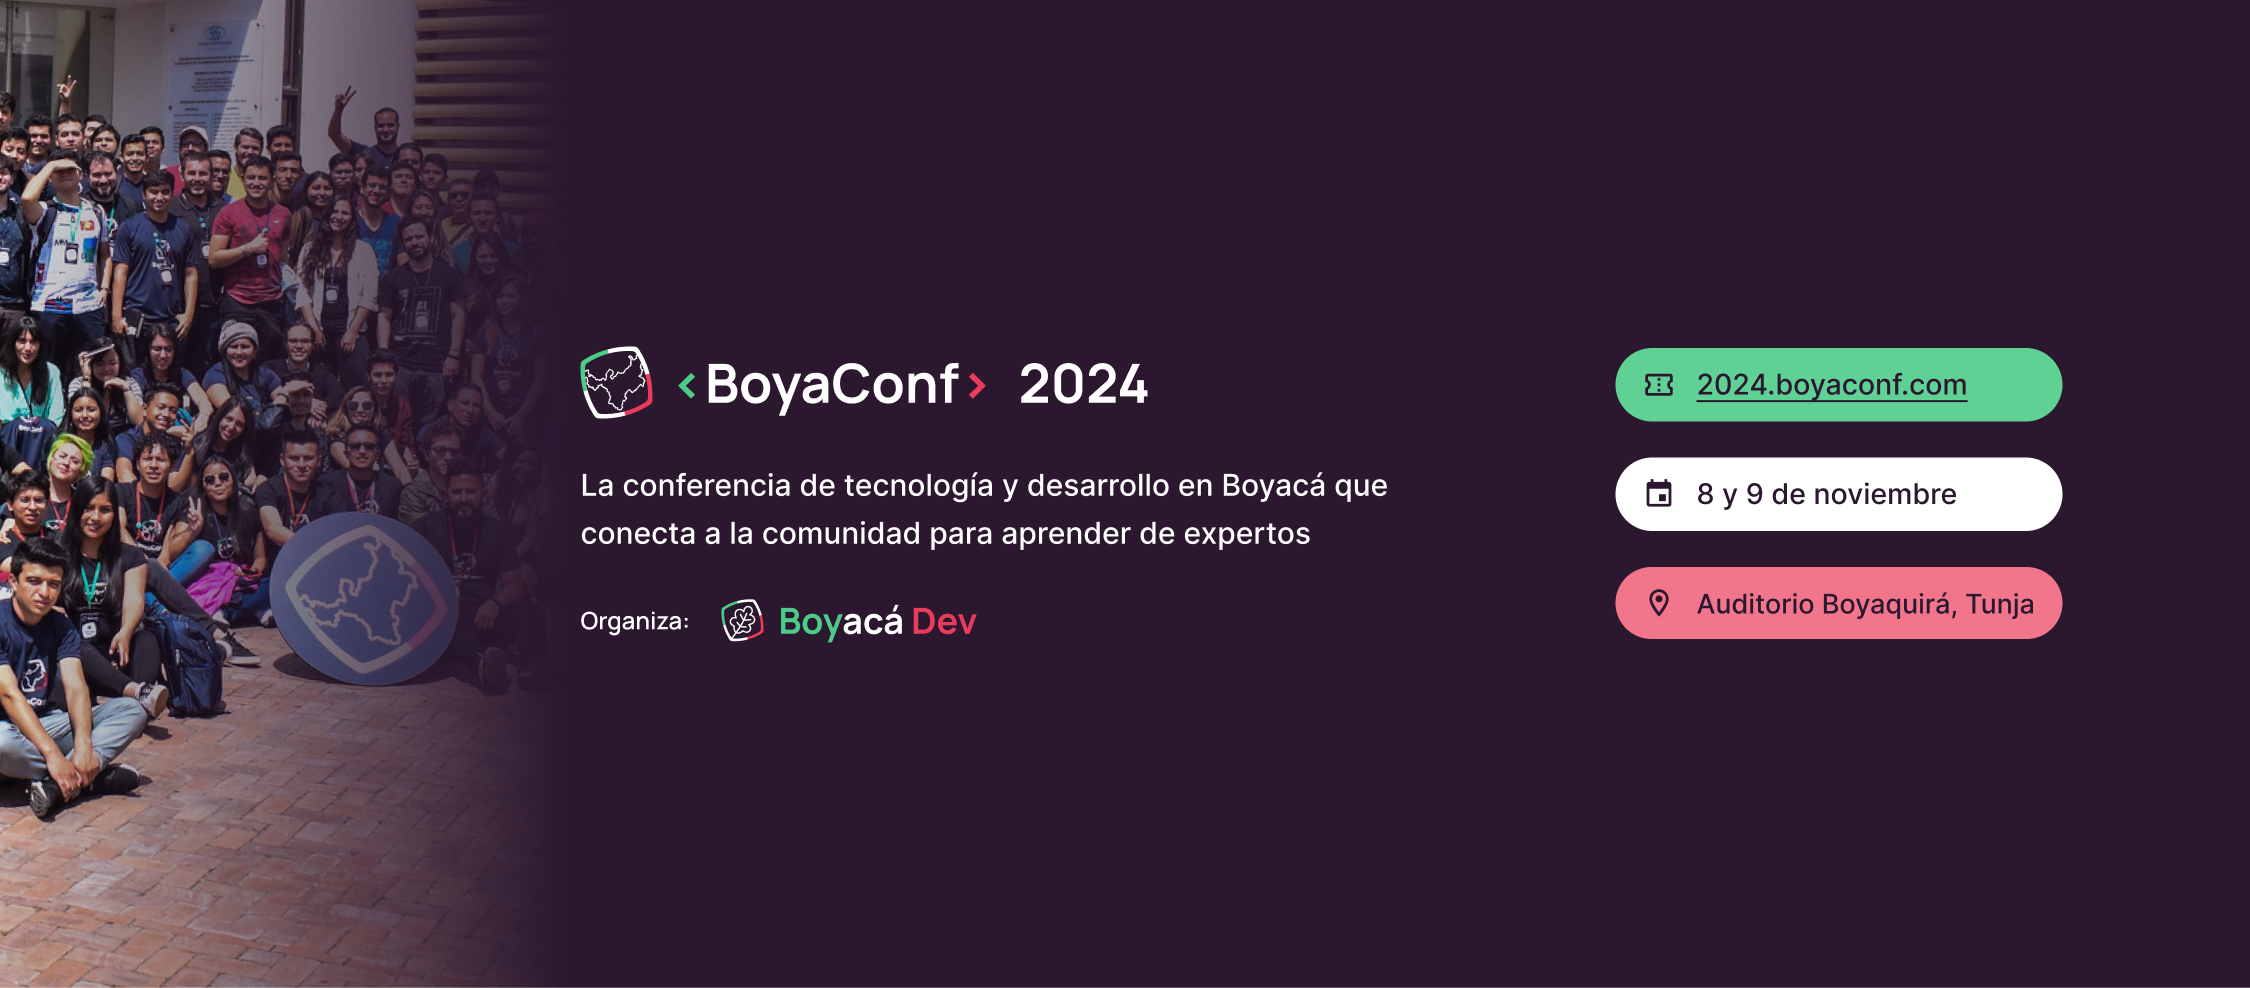 <BoyaConf> 2024
La conferencia de tecnología y desarrollo en Boyacá que
conecta a la comunidad para aprender de expertos
Organiza: Boyacá Dev
2024.boyaconf.com
8 y 9 de noviembre
Auditorio Boyaquirá, Tunja